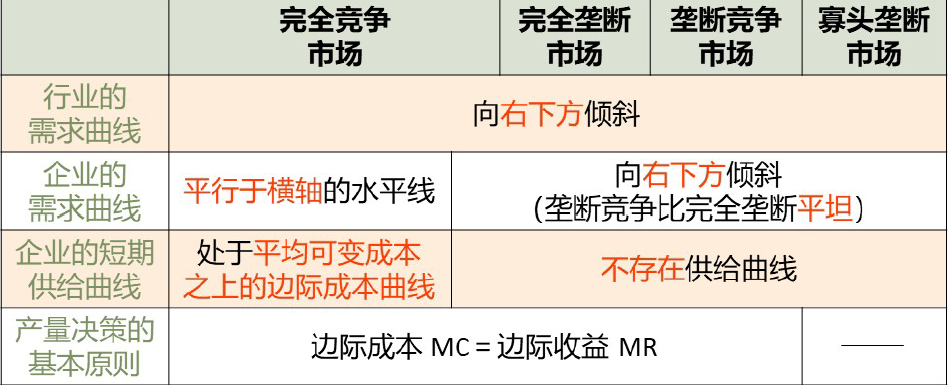 完全竞争
市场
完全垄断
市场
垄断竞争
市场
寡头垄断
市场
行业的
需求曲线
向右下方倾斜
企业的
需求曲线
平行于横轴的水平线
向右下方倾斜
（垄断竞争比完全垄断平坦）
企业的短期
供给曲线
处于平均可变成本
之上的边际成本曲线
不存在供给曲线
产量决策的
基本原则
边际成本 MC = 边际收益 MR
——